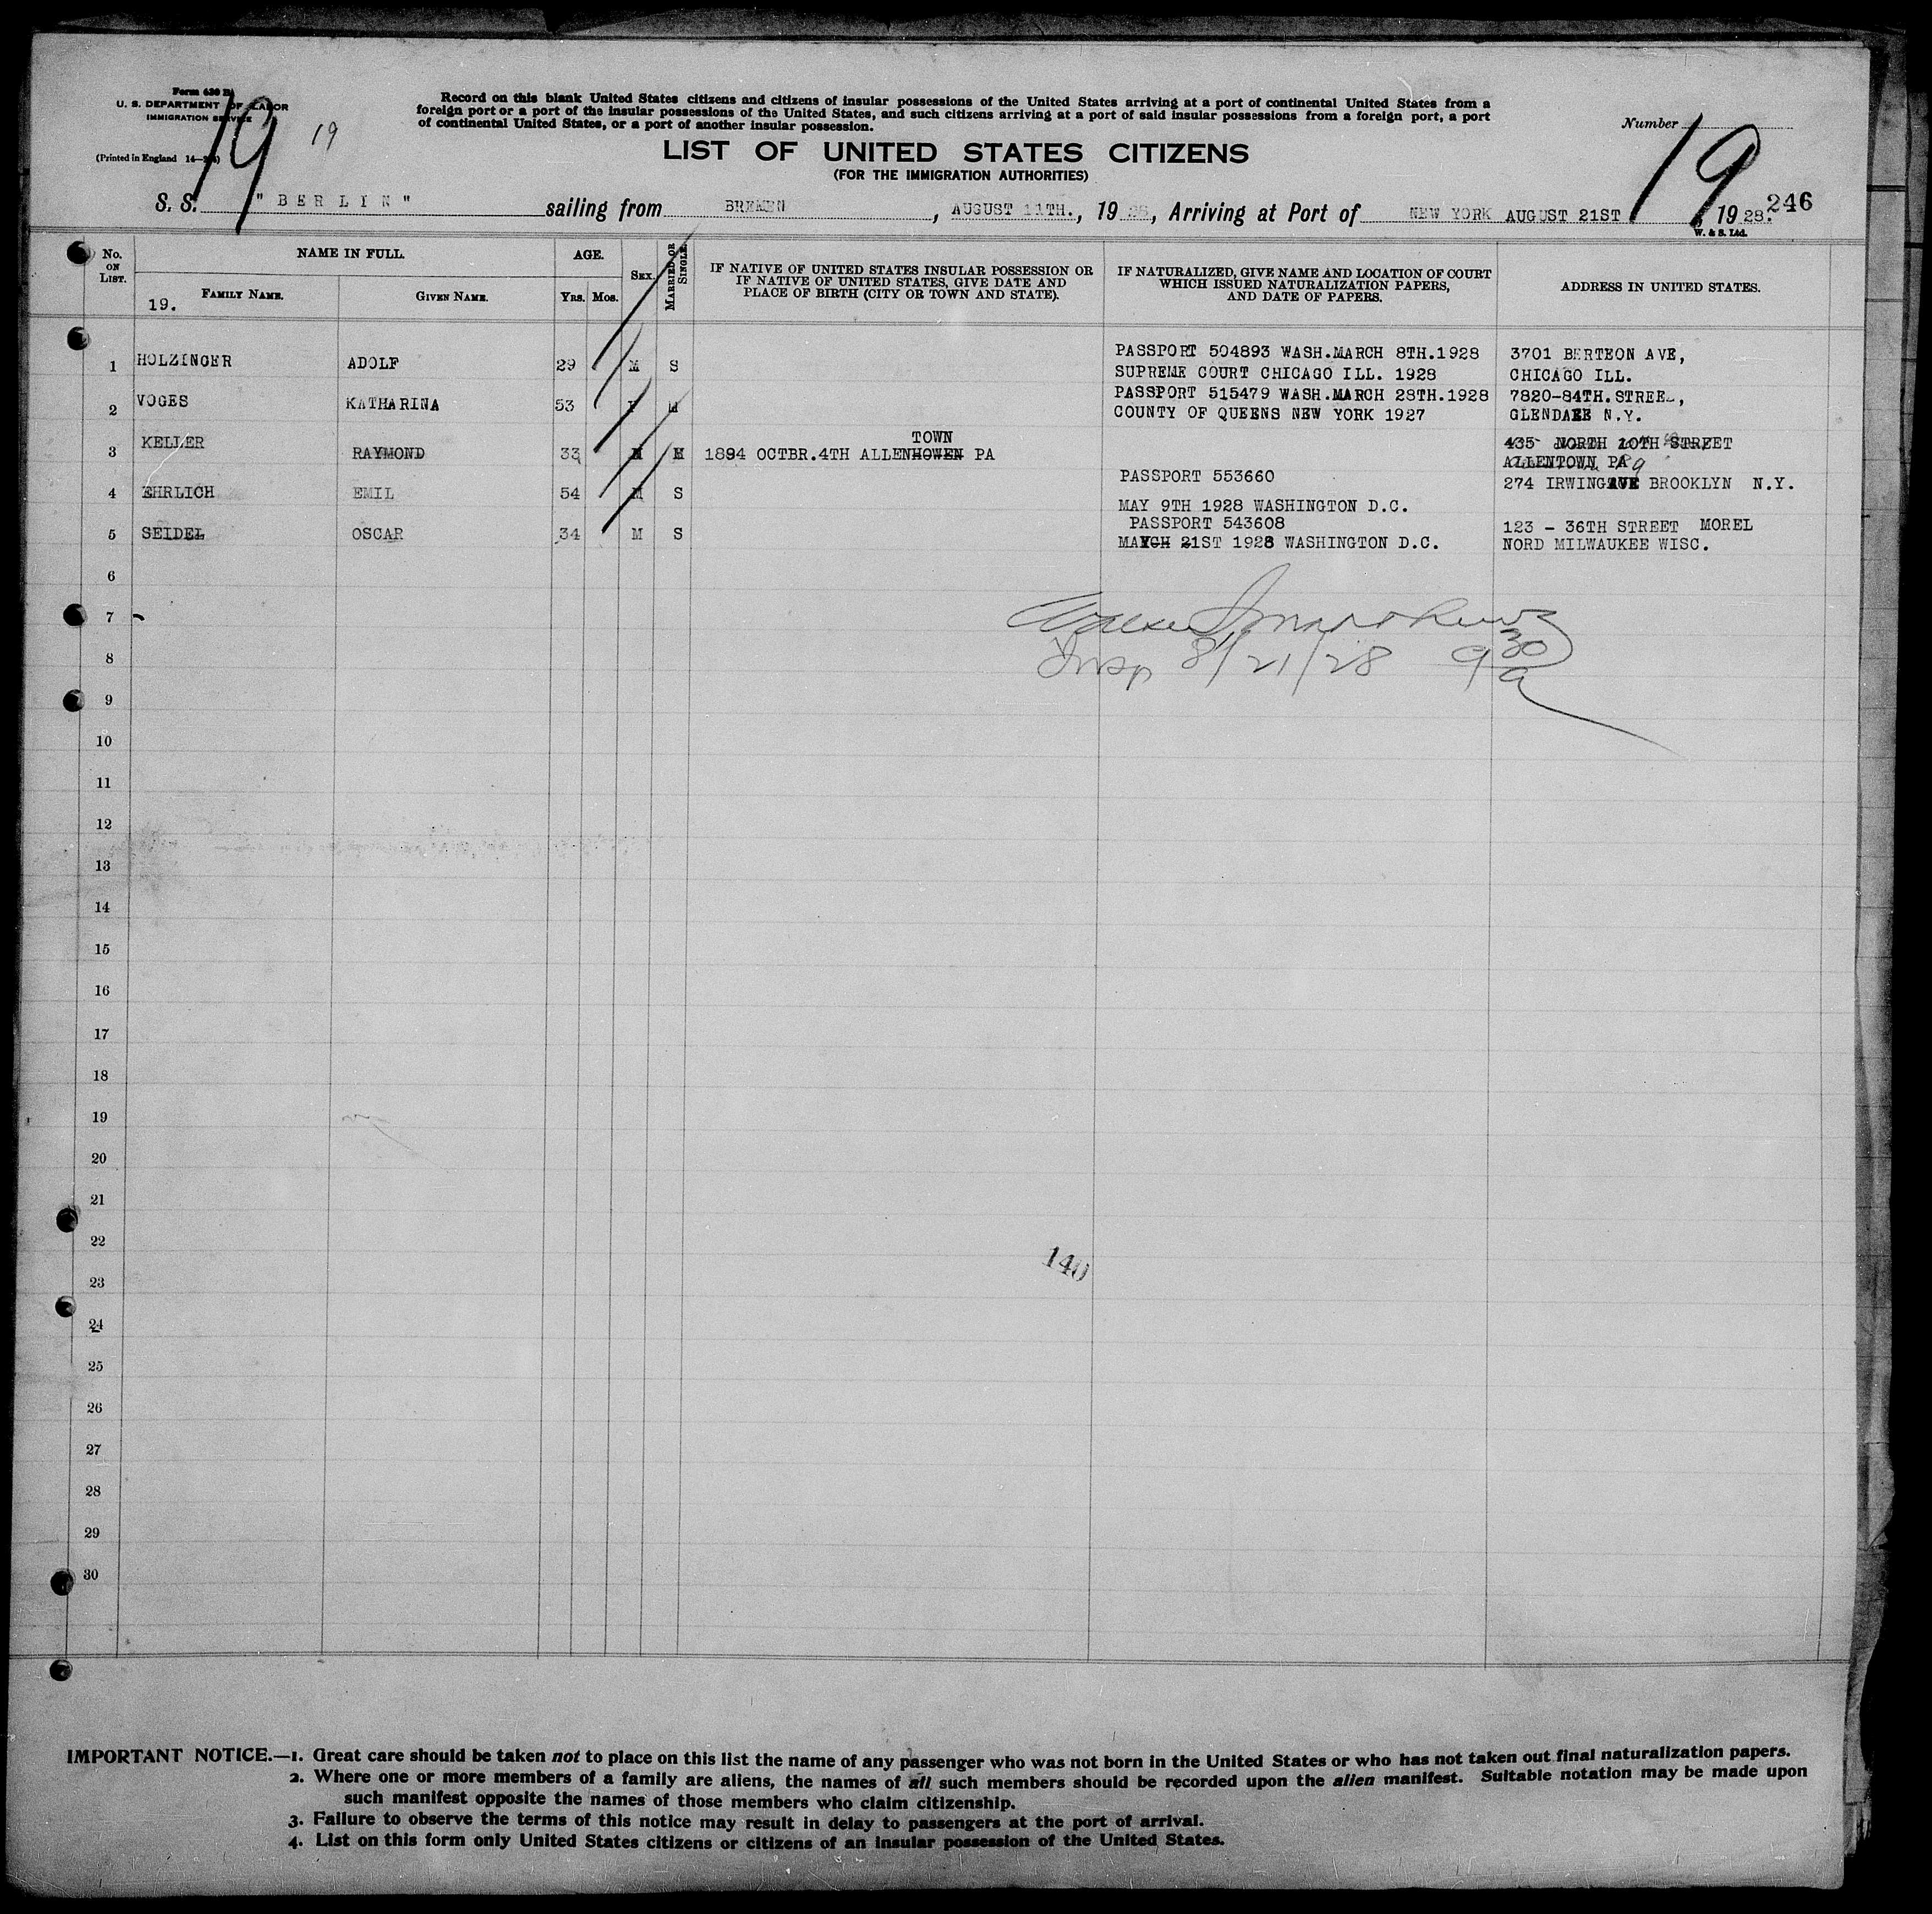 Form 630 B
U. S. DEPARTMENT OF LABOR
IMMIGRATION SERVICE
(Printed in England 14—
19
19
Record on this blank United States citizens and citizens of insular possessions of the United States arriving at a port of continental United States from a
foreign port or a port of the insular possessions of the United States, and such citizens arriving at a port of said insular possessions from a foreign port, a port
of continental United States, or a port of another insular possession.
LIST OF UNITED STATES CITIZENS
(FOR THE IMMIGRATION AUTHORITIES)
Number 19
246
S. S. "BERLIN" sailing from BREMEN, AUGUST 11TH., 1928, Arriving at Port of NEW YORK AUGUST 21ST 1928.
W. & S. Ltd.
No. ON LIST.
NAME IN FULL.
AGE.
SEX.
MARRIED OR SINGLE.
IF NATIVE OF UNITED STATES INSULAR POSSESSION OR
IF NATIVE OF UNITED STATES, GIVE DATE AND
PLACE OF BIRTH (CITY OR TOWN AND STATE).
IF NATURALIZED, GIVE NAME AND LOCATION OF COURT
WHICH ISSUED NATURALIZATION PAPERS,
AND DATE OF PAPERS.
ADDRESS IN UNITED STATES.
19.
FAMILY NAME. GIVEN NAME. Yrs. Mos.
1 HOLZINGER ADOLF 29 M S PASSPORT 504893 WASH.MARCH 8TH.1928 3701 BERTEON AVE,
SUPREME COURT CHICAGO ILL. 1928 CHICAGO ILL.
2 VOGES KATHARINA 53 M PASSPORT 515479 WASH.MARCH 28TH.1928 7820-84TH.STREE,
COUNTY OF QUEENS NEW YORK 1927 GLENDALE N.Y.
TOWN
3 KELLER RAYMOND 33 M M 1894 OCTBR.4TH ALLENHOWEN PA 435 NORTH 10TH STREET
ALLENTOWN PA
4 EHRLICH EMIL 54 M S PASSPORT 553660 274 IRWING AVE BROOKLYN N.Y.
MAY 9TH 1928 WASHINGTON D.C.
5 SEIDEL OSCAR 34 M S PASSPORT 543608 123 - 36TH STREET MOREL
21ST 1928 WASHINGTON D.C. NORD MILWAUKEE WISC.
6
7
8
Insp 8/21/28 9 30 a
9
10
11
12
13
14
15
16
17
18
19
20
21
22
140
23
24
25
26
27
28
29
30
IMPORTANT NOTICE.—1. Great care should be taken not to place on this list the name of any passenger who was not born in the United States or who has not taken out final naturalization papers.
2. Where one or more members of a family are aliens, the names of all such members should be recorded upon the alien manifest. Suitable notation may be made upon
such manifest opposite the names of those members who claim citizenship.
3. Failure to observe the terms of this notice may result in delay to passengers at the port of arrival.
4. List on this form only United States citizens or citizens of an insular possession of the United States.